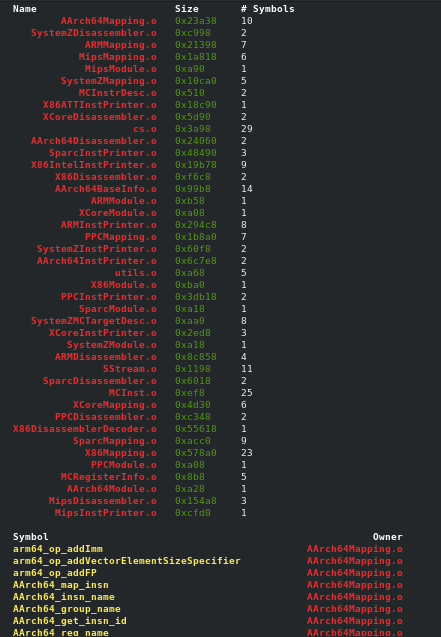 Name Size # Symbols
AArch64Mapping.o 0x23a38 10
SystemZDisassembler.o 0xc998 2
ARMMapping.o 0x21398 7
MipsMapping.o 0x1a818 6
MipsModule.o 0xa90 1
SystemZMapping.o 0x10ca0 5
MCInstrDesc.o 0x510 2
X86ATTInstPrinter.o 0x18c90 1
XCoreDisassembler.o 0x5d90 2
cs.o 0x3a98 29
AArch64Disassembler.o 0x24060 2
SparcInstPrinter.o 0x48490 3
X86IntelInstPrinter.o 0x19b78 9
X86Disassembler.o 0xf6c8 2
AArch64BaseInfo.o 0x99b8 14
ARMModule.o 0xb58 1
XCoreModule.o 0xa08 1
ARMInstPrinter.o 0x294c8 8
PPCMapping.o 0x1b8a0 7
SystemZInstPrinter.o 0x60f8 2
AArch64InstPrinter.o 0x6c7e8 2
utils.o 0xa68 5
X86Module.o 0xba0 1
PPCInstPrinter.o 0x3db18 2
SparcModule.o 0xa18 1
SystemZMCTargetDesc.o 0xaa0 8
XCoreInstPrinter.o 0x2ed8 3
SystemZModule.o 0xa18 1
ARMDisassembler.o 0x8c858 4
SStream.o 0x1198 11
SparcDisassembler.o 0x6018 2
MCInst.o 0xef8 25
XCoreMapping.o 0x4d30 6
PPCDisassembler.o 0xc348 2
X86DisassemblerDecoder.o 0x55618 1
SparcMapping.o 0xacc0 9
X86Mapping.o 0x578a0 23
PPCModule.o 0xa08 1
MCRegisterInfo.o 0x8b8 5
AArch64Module.o 0xa28 1
MipsDisassembler.o 0x154a8 3
MipsInstPrinter.o 0xcfd0 1
Symbol Owner
arm64_op_addImm AArch64Mapping.o
arm64_op_addVectorElementSizeSpecifier AArch64Mapping.o
arm64_op_addFP AArch64Mapping.o
AArch64_map_insn AArch64Mapping.o
AArch64_insn_name AArch64Mapping.o
AArch64_group_name AArch64Mapping.o
AArch64_get_insn_id AArch64Mapping.o
AArch64_reg_name AArch64Mapping.o